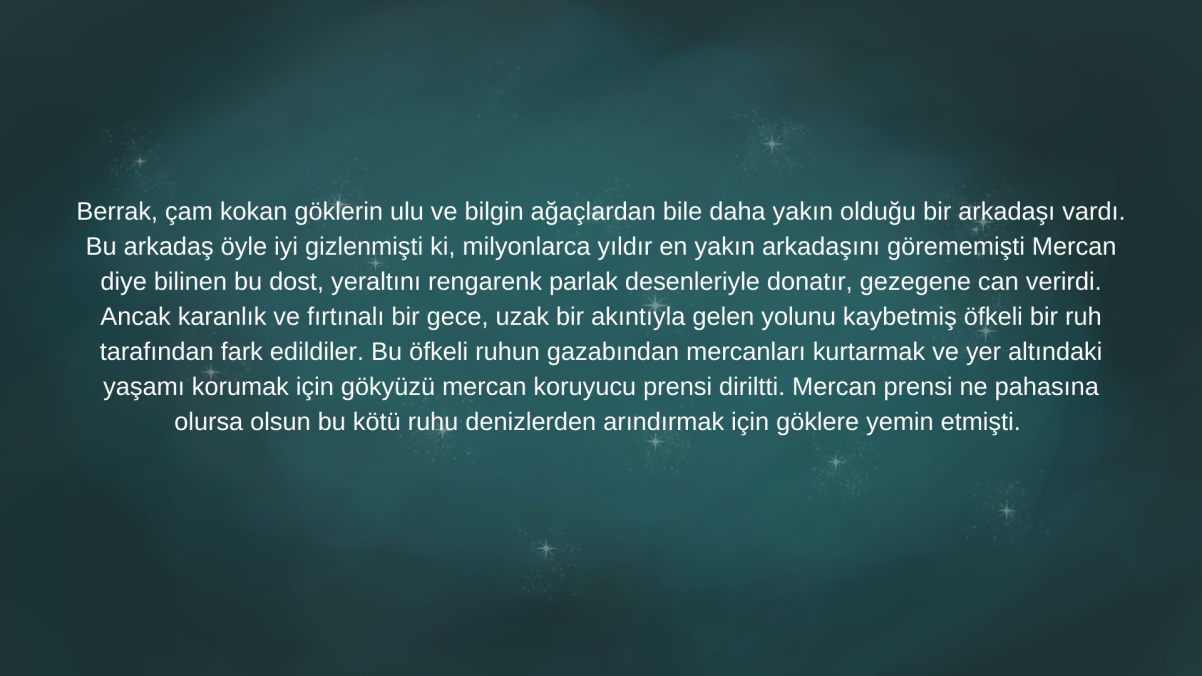 Berrak, çam kokan göklerin ulu ve bilgin ağaçlardan bile daha yakın olduğu bir arkadaşı vardı.
Bu arkadaş öyle iyi gizlenmişti ki, milyonlarca yıldır en yakın arkadaşını görememişti Mercan
diye bilinen bu dost, yeraltını rengarenk parlak desenleriyle donatır, gezegene can verirdi.
Ancak karanlık ve fırtınalı bir gece, uzak bir akıntıyla gelen yolunu kaybetmiş öfkeli bir ruh
tarafından fark edildiler. Bu öfkeli ruhun gazabından mercanları kurtarmak ve yer altındaki
yaşamı korumak için gökyüzü mercan koruyucu prensi diriltti. Mercan prensi ne pahasına
olursa olsun bu kötü ruhu denizlerden arındırmak için göklere yemin etmişti.